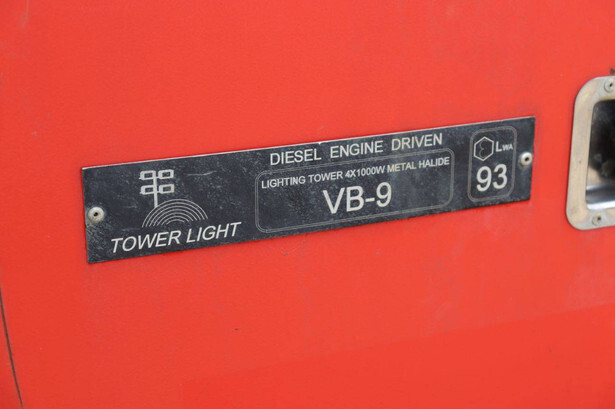 DIESEL ENGINE DRIVEN
LIGHTING TOWER 4X1000W METAL HALIDE
VB-9
TOWER LIGHT
LWA
93